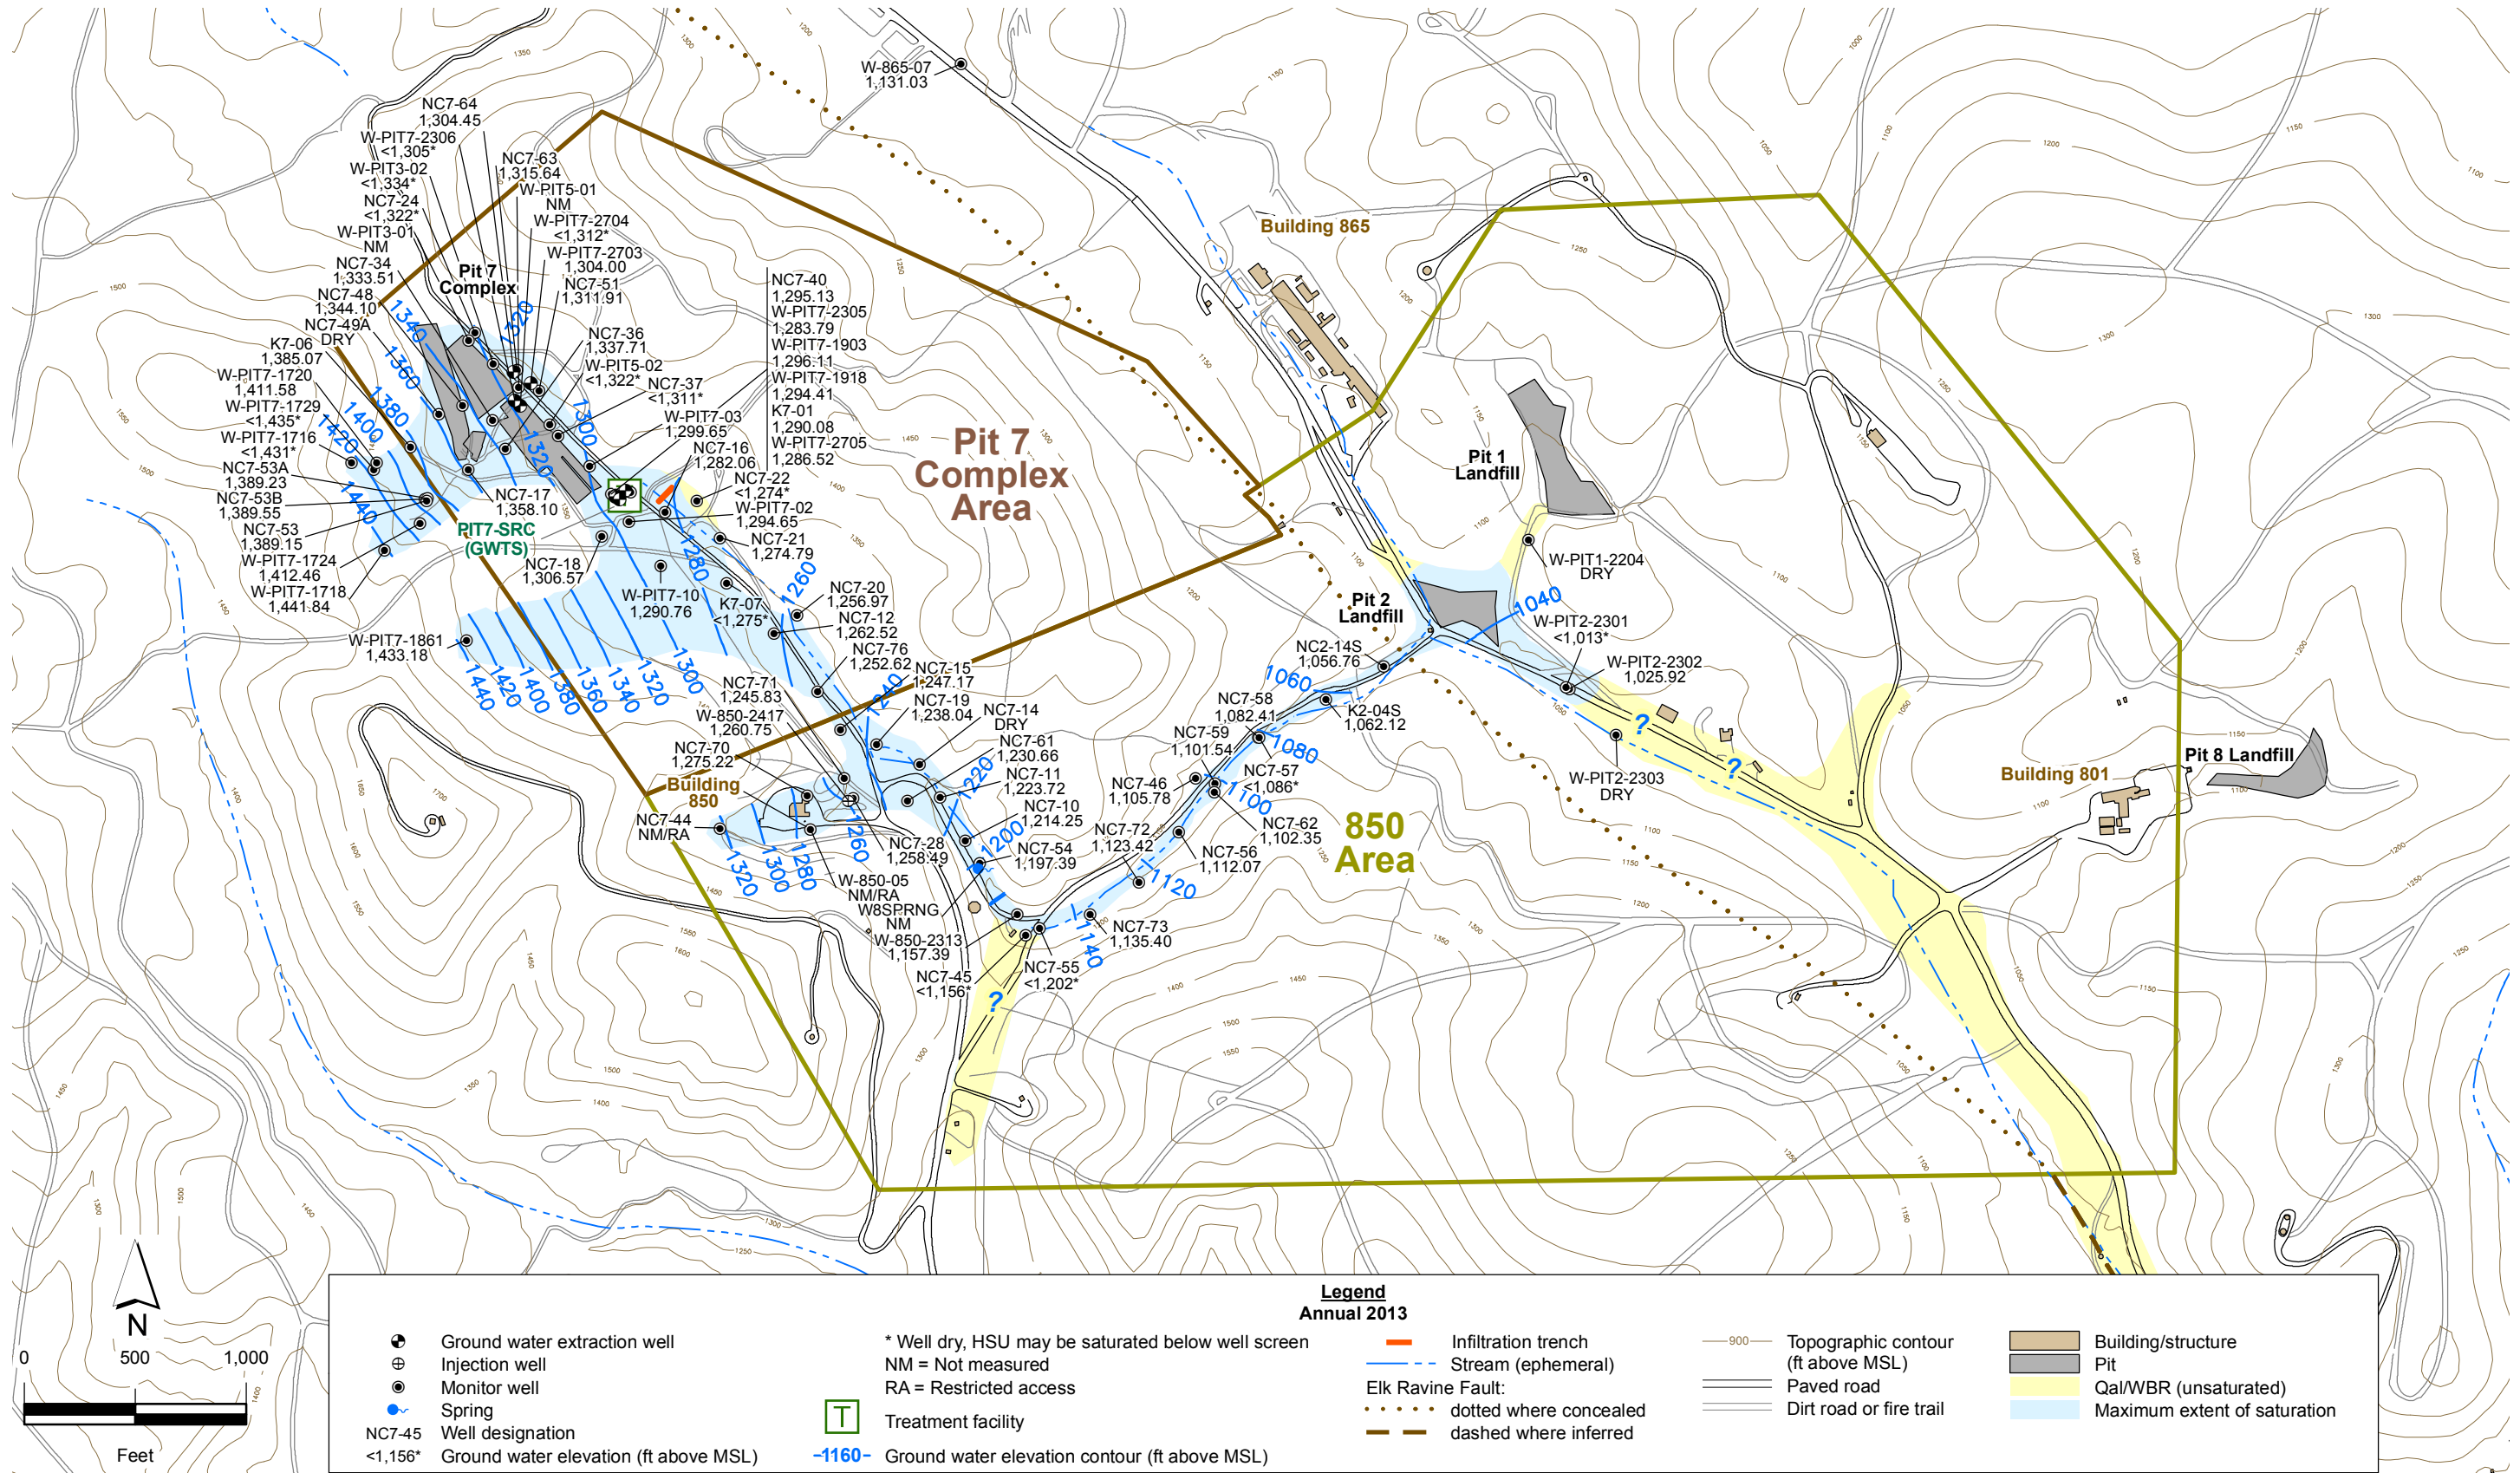 W-865-07
1,131.03
NC7-64
1,304.45
W-PIT7-2306
<1,305*
W-PIT3-02
<1,334*
NC7-24
<1,322*
W-PIT3-01
NM
NC7-34
1,333.51
NC7-48
1,344.10
NC7-49A
DRY
K7-06
1,385.07
W-PIT7-1720
1,411.58
W-PIT7-1729
<1,435*
W-PIT7-1716
<1,431*
NC7-53A
1,389.23
NC7-53B
1,389.55
NC7-53
1,389.15
W-PIT7-1724
1,412.46
W-PIT7-1718
1,441.84
W-PIT7-1861
1,433.18
NC7-63
1,315.64
W-PIT5-01
NM
W-PIT7-2704
<1,312*
W-PIT7-2703
1,304.00
NC7-51
1,311.91
NC7-36
1,337.71
W-PIT5-02
<1,322*
NC7-37
<1,311*
W-PIT7-03
1,299.65
NC7-16
1,282.06
NC7-22
<1,274*
W-PIT7-02
1,294.65
NC7-21
1,274.79
NC7-40
1,295.13
W-PIT7-2305
1,283.79
W-PIT7-1903
1,296.11
W-PIT7-1918
1,294.41
K7-01
1,290.08
W-PIT7-2705
1,286.52
Pit 7
Complex
Pit 7
Complex
Area
PIT7-SRC
(GWTS)
NC7-17
1,358.10
NC7-18
1,306.57
W-PIT7-10
1,290.76
K7-07
<1,275*
NC7-20
1,256.97
NC7-12
1,262.52
NC7-76
1,252.62
NC7-15
1,247.17
NC7-19
1,238.04
NC7-14
DRY
NC7-61
1,230.66
NC7-11
1,223.72
NC7-10
1,214.25
NC7-54
1,197.39
NC7-71
1,245.83
W-850-2417
1,260.75
NC7-70
1,275.22
Building
850
NC7-44
NM/RA
NC7-28
1,258.49
W-850-05
NM/RA
W8SPRNG
NM
W-850-2313
1,157.39
NC7-45
<1,156*
NC7-55
<1,202*
NC7-73
1,135.40
NC7-72
1,123.42
NC7-56
1,112.07
NC7-62
1,102.35
NC7-46
1,105.78
NC7-59
1,101.54
NC7-58
1,082.41
NC7-57
<1,086*
K2-04S
1,062.12
NC2-14S
1,056.76
Building 865
Pit 1
Landfill
Pit 2
Landfill
W-PIT1-2204
DRY
W-PIT2-2301
<1,013*
W-PIT2-2302
1,025.92
W-PIT2-2303
DRY
850
Area
Building 801
Pit 8 Landfill
1340
1320
1360
1380
1400
1420
1440
1300
1320
1280
1260
1240
1440
1420
1400
1380
1360
1340
1320
1300
1320
1300
1280
1260
1220
1200
1140
1120
1100
1080
1060
1040
?
?
?
N
0
500
1,000
Feet
Legend
Annual 2013
Ground water extraction well
Injection well
Monitor well
Spring
NC7-45 Well designation
<1,156* Ground water elevation (ft above MSL)
* Well dry, HSU may be saturated below well screen
NM = Not measured
RA = Restricted access
T Treatment facility
-1160- Ground water elevation contour (ft above MSL)
Infiltration trench
Stream (ephemeral)
Elk Ravine Fault:
dotted where concealed
dashed where inferred
900 Topographic contour
(ft above MSL)
Paved road
Dirt road or fire trail
Building/structure
Pit
Qal/WBR (unsaturated)
Maximum extent of saturation